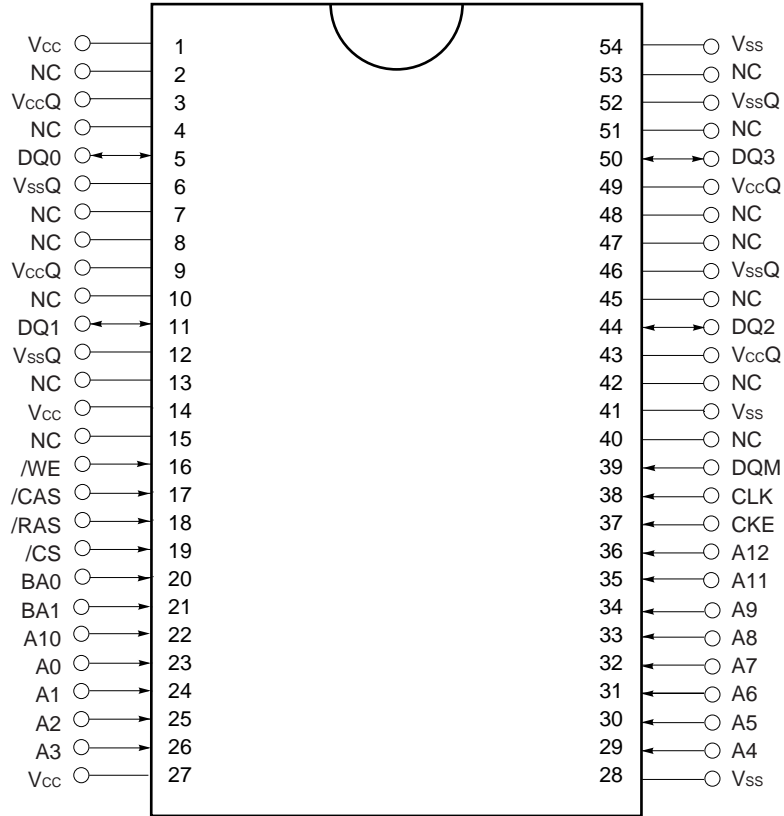 Vcc 1 54 Vss
NC 2 53 NC
VccQ 3 52 VssQ
NC 4 51 NC
DQ0 5 50 DQ3
VssQ 6 49 VccQ
NC 7 48 NC
NC 8 47 NC
VccQ 9 46 VssQ
NC 10 45 NC
DQ1 11 44 DQ2
VssQ 12 43 VccQ
NC 13 42 NC
Vcc 14 41 Vss
NC 15 40 NC
/WE 16 39 DQM
/CAS 17 38 CLK
/RAS 18 37 CKE
/CS 19 36 A12
BA0 20 35 A11
BA1 21 34 A9
A10 22 33 A8
A0 23 32 A7
A1 24 31 A6
A2 25 30 A5
A3 26 29 A4
Vcc 27 28 Vss